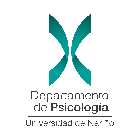 Departamento
de Psicología
Universidad de Nariño